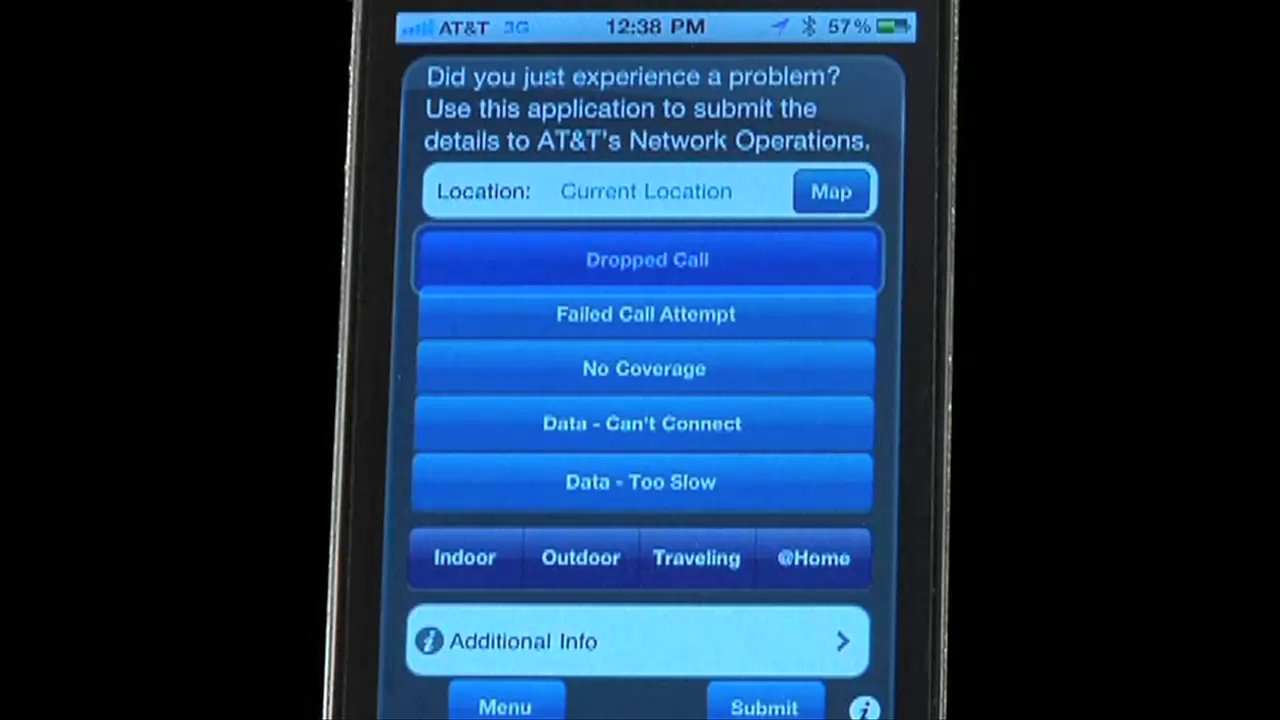 AT&T 3G 12:38 PM 57%
Did you just experience a problem?
Use this application to submit the
details to AT&T's Network Operations.
Location: Current Location Map
Dropped Call
Failed Call Attempt
No Coverage
Data - Can't Connect
Data - Too Slow
Indoor Outdoor Traveling @Home
Additional Info
Menu Submit